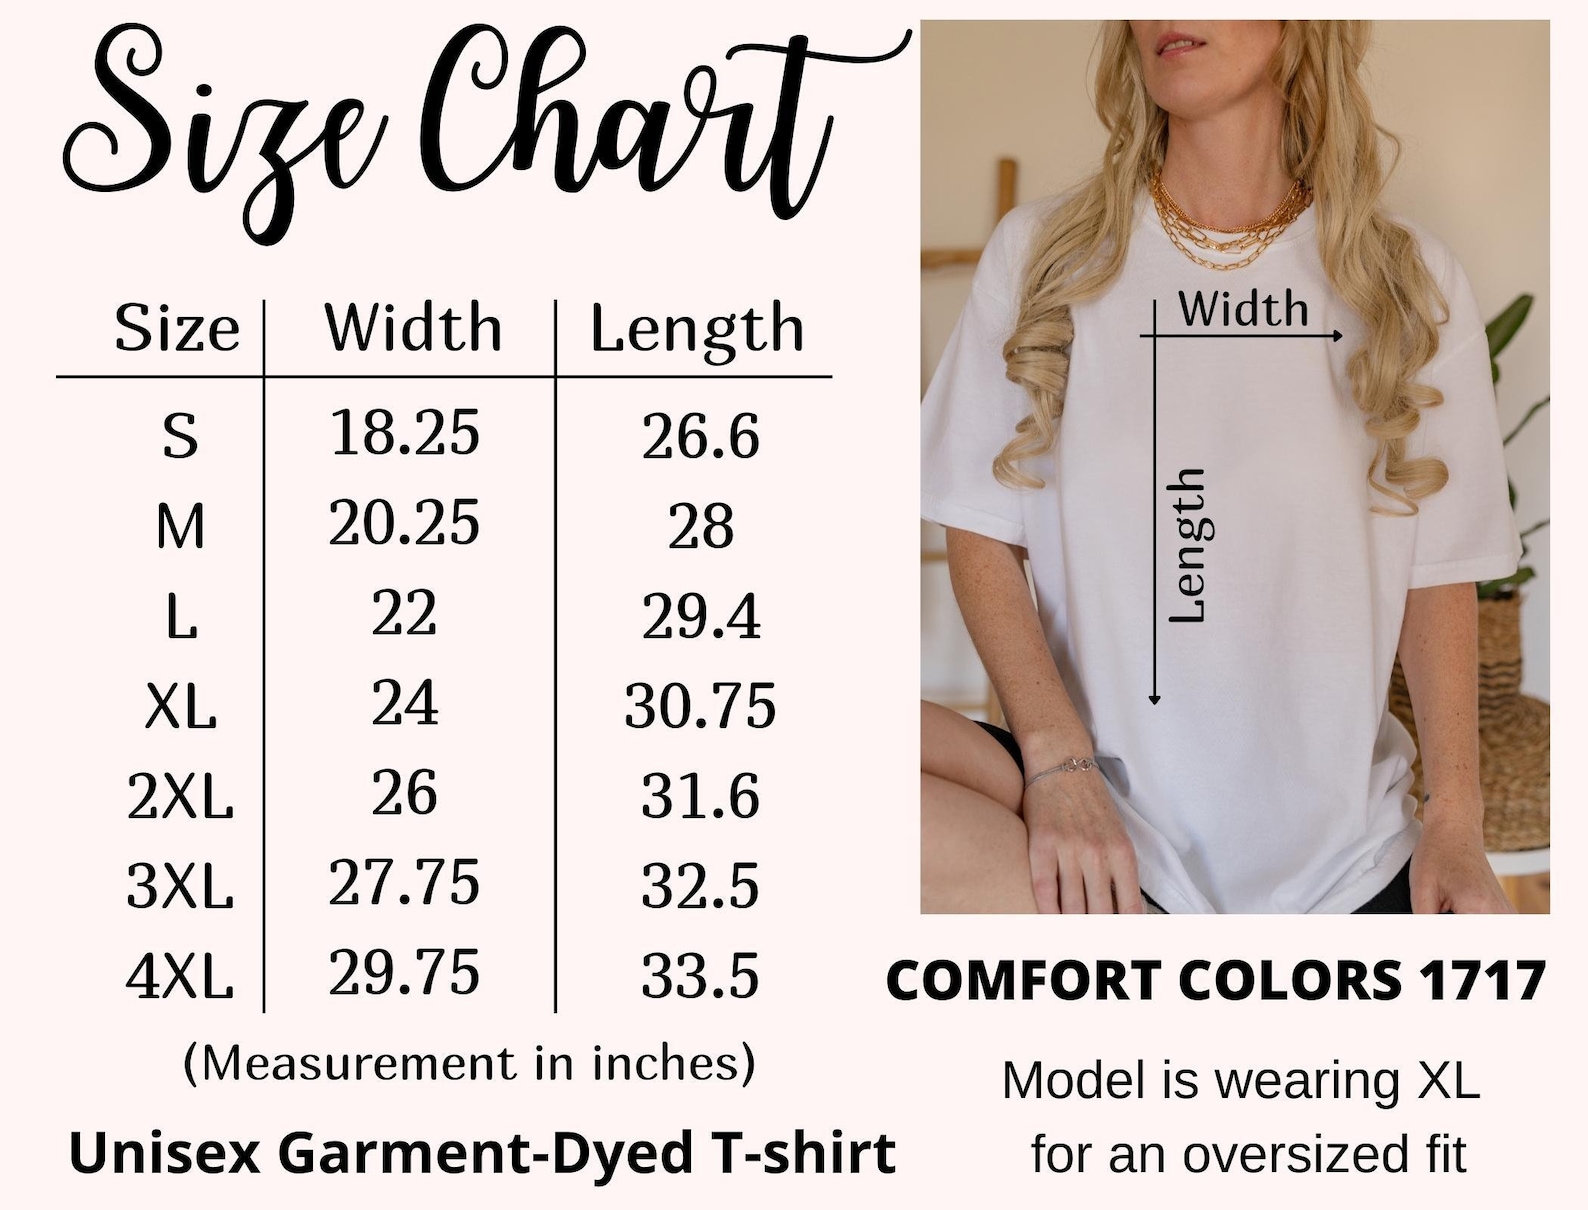 Size Chart
Size Width Length
S 18.25 26.6
M 20.25 28
L 22 29.4
XL 24 30.75
2XL 26 31.6
3XL 27.75 32.5
4XL 29.75 33.5
(Measurement in inches)
Unisex Garment-Dyed T-shirt
Width
Length
COMFORT COLORS 1717
Model is wearing XL
for an oversized fit